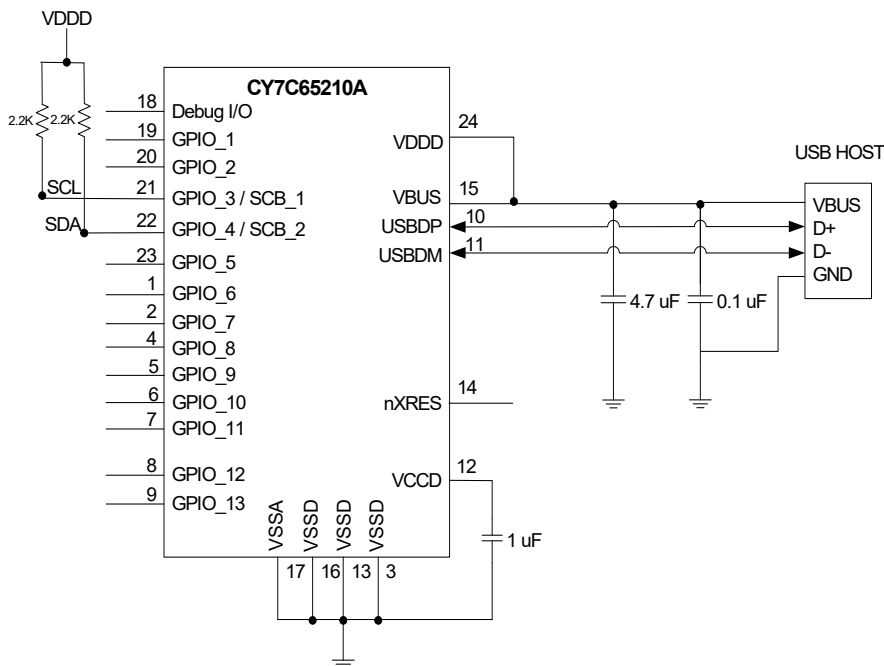 VDDD
2.2K
2.2K
SCL
SDA
CY7C65210A
18 Debug I/O
19 GPIO_1
20 GPIO_2
21 GPIO_3 / SCB_1
22 GPIO_4 / SCB_2
23 GPIO_5
1 GPIO_6
2 GPIO_7
4 GPIO_8
5 GPIO_9
6 GPIO_10
7 GPIO_11
8 GPIO_12
9 GPIO_13
VDDD 24
VBUS 15
USBDP 10
USBDM 11
nXRES 14
VCCD 12
VSSA
VSSD
VSSD
VSSD
17
16
13
3
4.7 uF
0.1 uF
1 uF
USB HOST
VBUS
D+
D-
GND